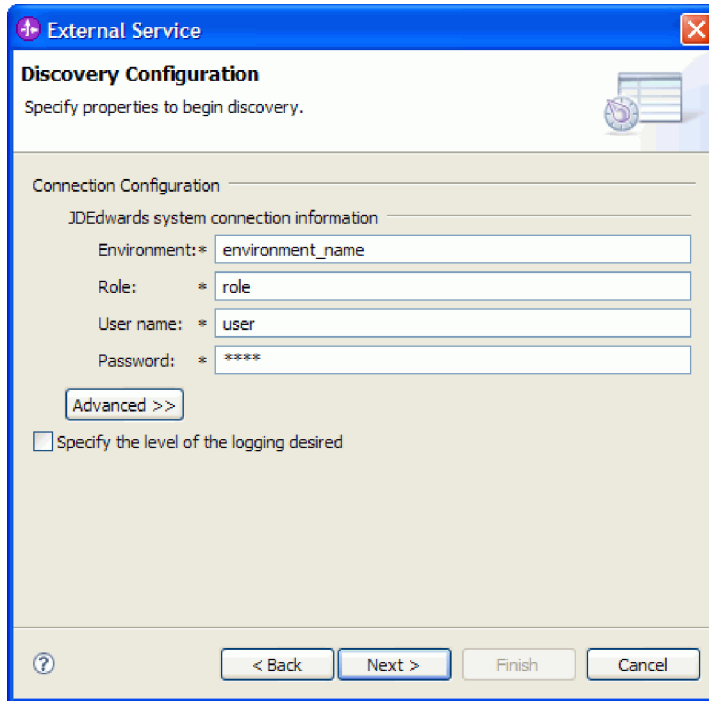 External Service
Discovery Configuration
Specify properties to begin discovery.
Connection Configuration
JDEdwards system connection information
Environment:* environment_name
Role: * role
User name: * user
Password: * ****
Advanced >>
Specify the level of the logging desired
? < Back Next > Finish Cancel